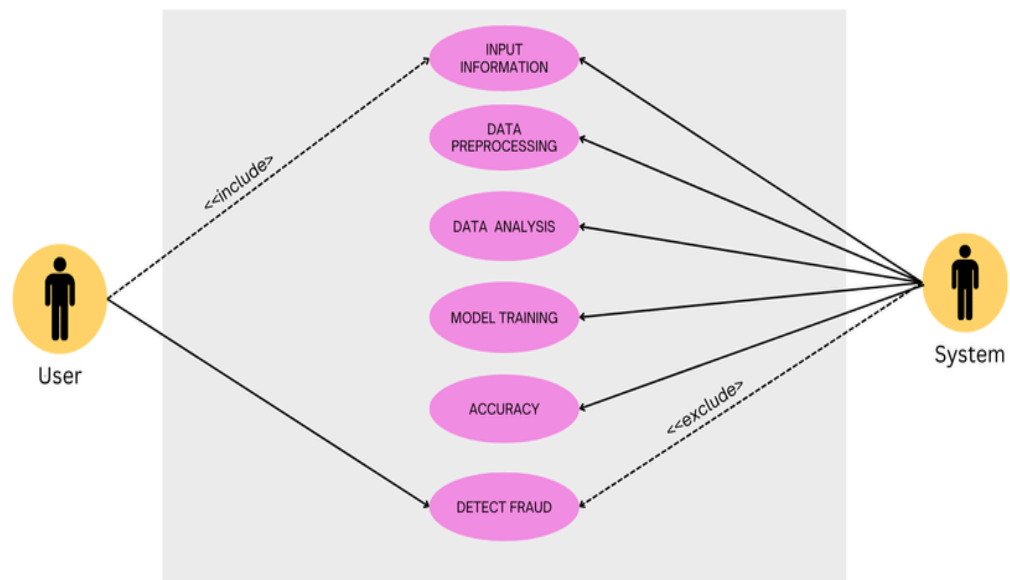 INPUT
INFORMATION
DATA
PREPROCESSING
<<include>
DATA ANALYSIS
MODEL TRAINING
User
System
ACCURACY
<<exclude>
DETECT FRAUD